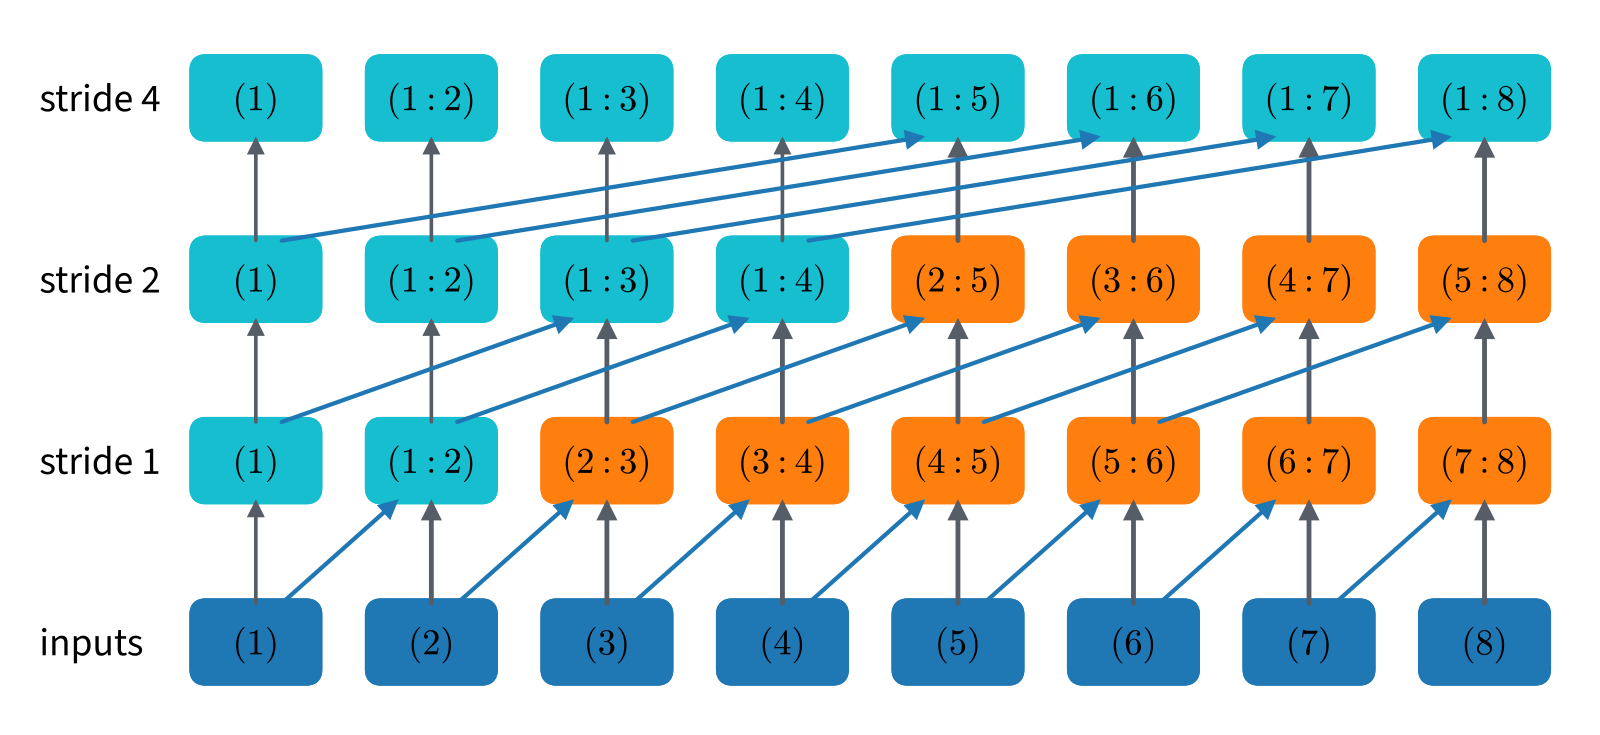 stride 4 (1) (1 : 2) (1 : 3) (1 : 4) (1 : 5) (1 : 6) (1 : 7) (1 : 8)
stride 2 (1) (1 : 2) (1 : 3) (1 : 4) (2 : 5) (3 : 6) (4 : 7) (5 : 8)
stride 1 (1) (1 : 2) (2 : 3) (3 : 4) (4 : 5) (5 : 6) (6 : 7) (7 : 8)
inputs (1) (2) (3) (4) (5) (6) (7) (8)